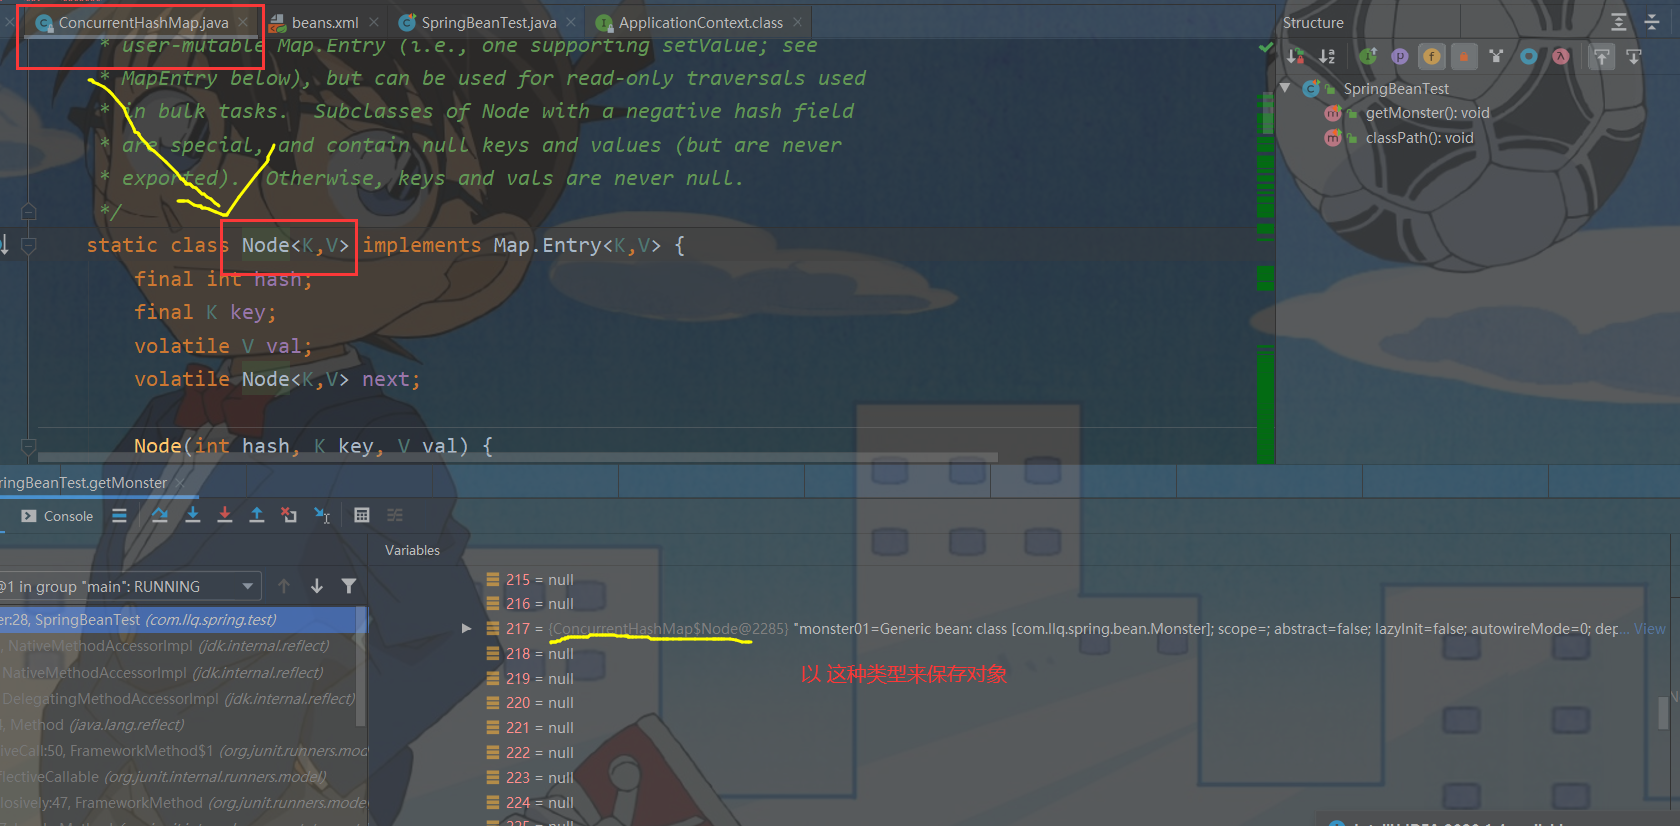 ConcurrentHashMap.java
beans.xml
SpringBeanTest.java
ApplicationContext.class
Structure
* user-mutable Map.Entry (i.e., one supporting setValue; see
* MapEntry below), but can be used for read-only traversals used
* in bulk tasks.  Subclasses of Node with a negative hash field
* are special, and contain null keys and values (but are never
* exported).  Otherwise, keys and vals are never null.
*/
static class Node<K,V> implements Map.Entry<K,V> {
final int hash;
final K key;
volatile V val;
volatile Node<K,V> next;
Node(int hash, K key, V val) {
SpringBeanTest
getMonster(): void
classPath(): void
ringBeanTest.getMonster
Console
Variables
@1 in group "main": RUNNING
er:28, SpringBeanTest (com.llq.spring.test)
, NativeMethodAccessorImpl (jdk.internal.reflect)
NativeMethodAccessorImpl (jdk.internal.reflect)
DelegatingMethodAccessorImpl (jdk.internal.reflect)
, Method (java.lang.reflect)
iveCall:50, FrameworkMethod$1 (org.junit.runners.mod
flectiveCallable (org.junit.internal.runners.model)
losively:47, FrameworkMethod (org.junit.runners.mode
215 = null
216 = null
217 = {ConcurrentHashMap$Node@2285} "monster01=Generic bean: class [com.llq.spring.bean.Monster]; scope=; abstract=false; lazyInit=false; autowireMode=0; dep... View
218 = null
219 = null
220 = null
221 = null
222 = null
223 = null
224 = null
以 这种类型来保存对象